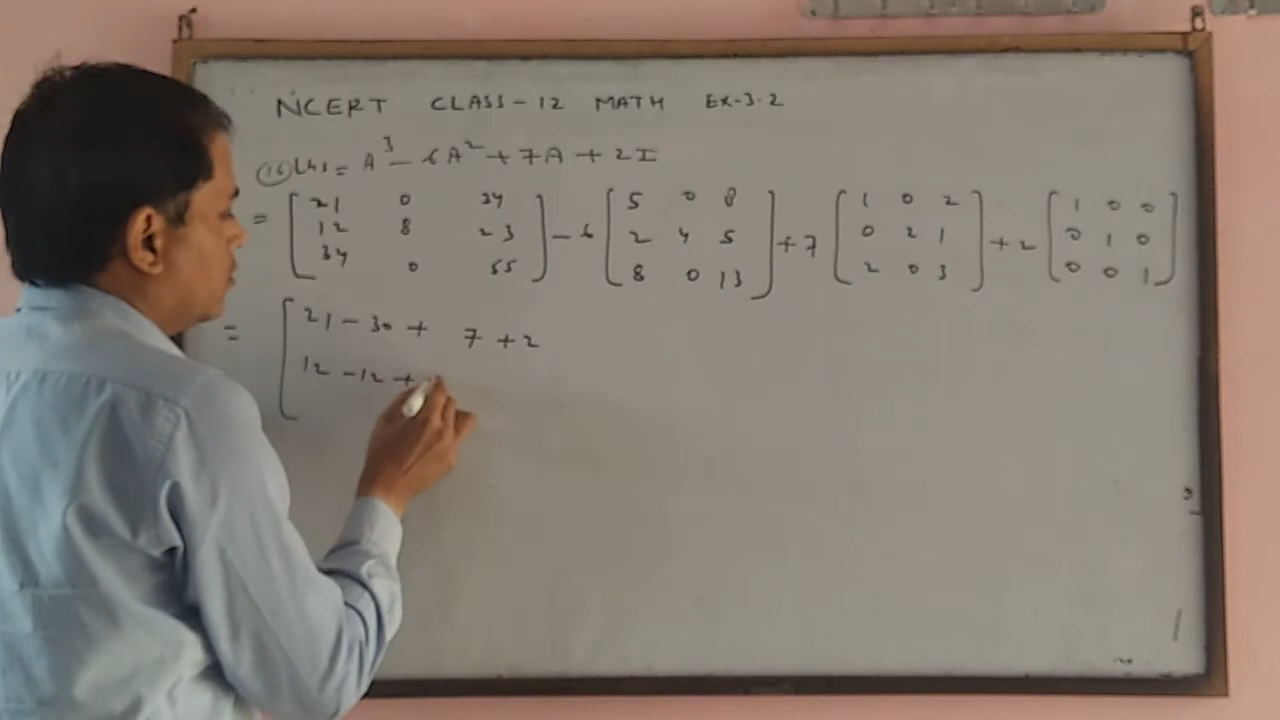 NCERT CLASS-12 MATH EX-3.2
(16) LHS = A³ - 6A² + 7A + 2I
= [ 21 0 34 ] - 6 [ 5 0 8 ] + 7 [ 1 0 2 ] + 2 [ 1 0 0 ]
12 8 23 2 4 5 0 2 1 0 1 0
34 0 55 8 0 13 2 0 3 0 0 1
= [ 21 - 30 + 7 + 2
12 - 12 +